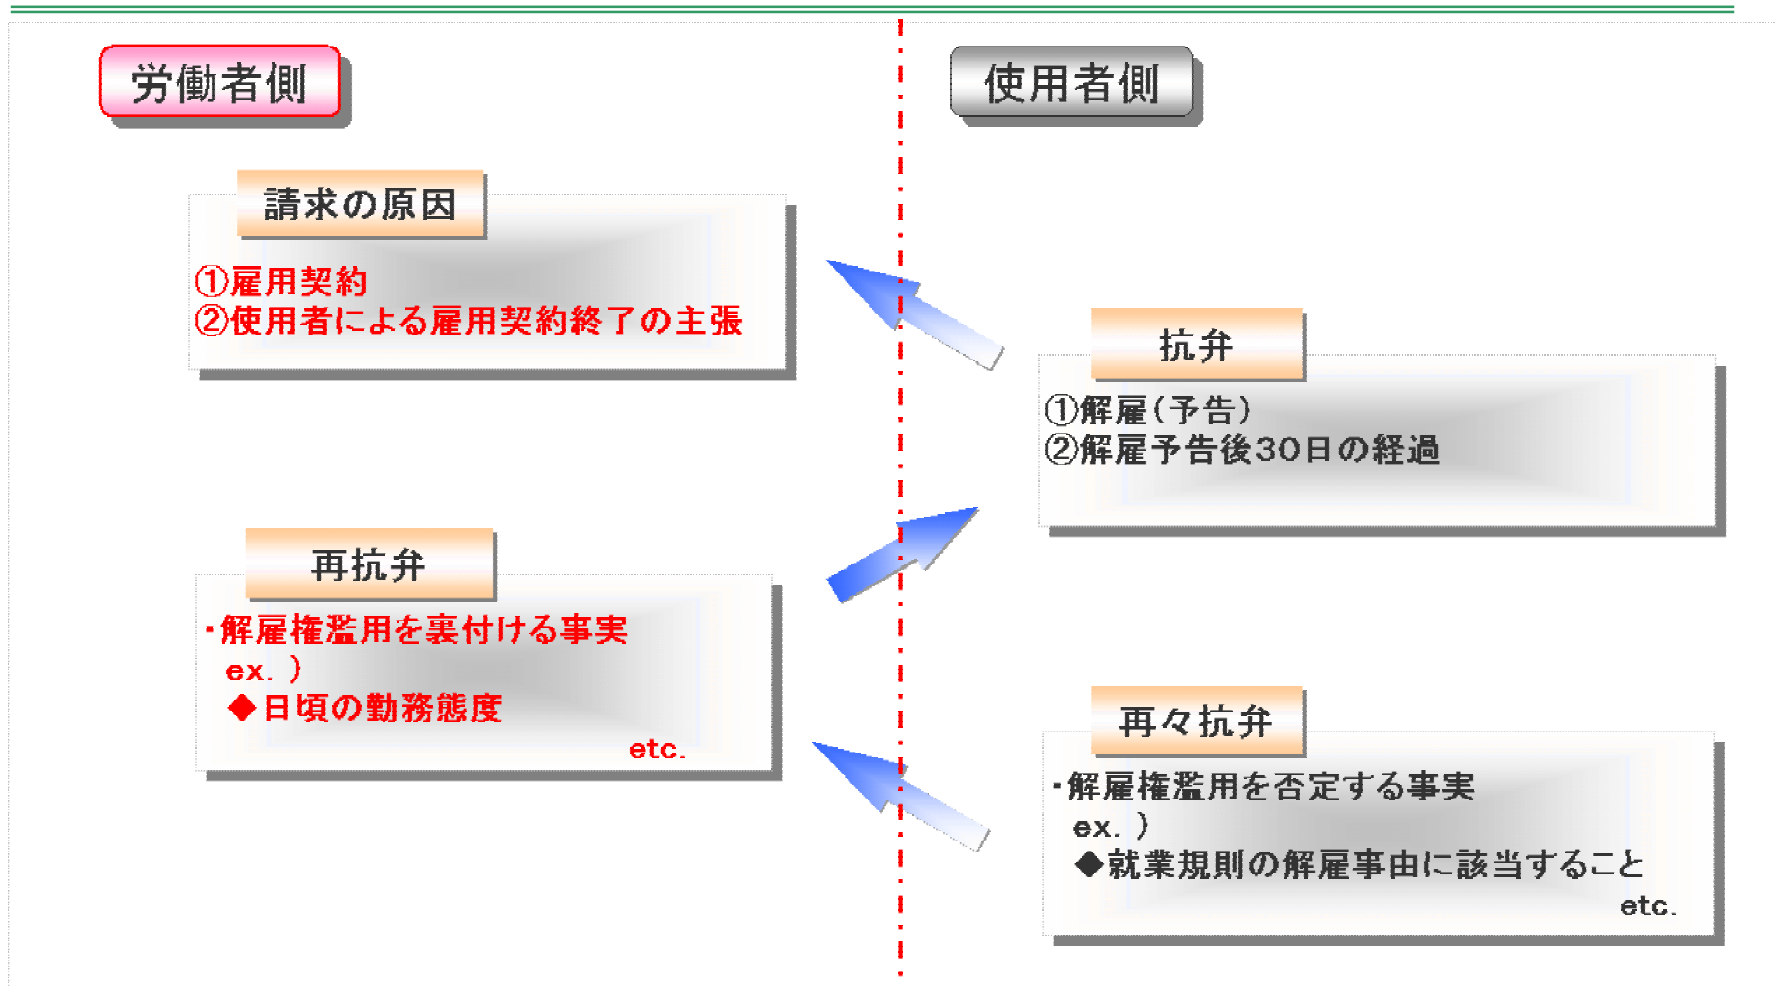 労働者側
使用者側
請求の原因
①雇用契約
②使用者による雇用契約終了の主張
抗弁
①解雇(予告)
②解雇予告後30日の経過
再抗弁
・解雇権濫用を裏付ける事実
ex.)
◆日頃の勤務態度
etc.
再々抗弁
・解雇権濫用を否定する事実
ex.)
◆就業規則の解雇事由に該当すること
etc.